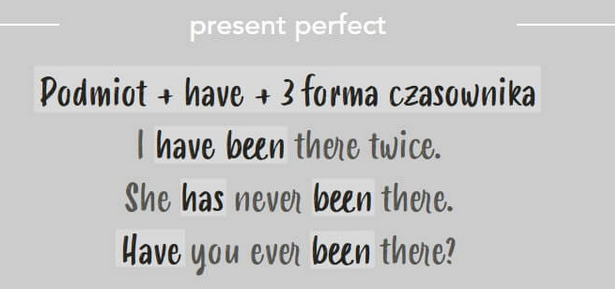 present perfect
Podmiot + have + 3 forma czasownika
I have been there twice.
She has never been there.
Have you ever been there?